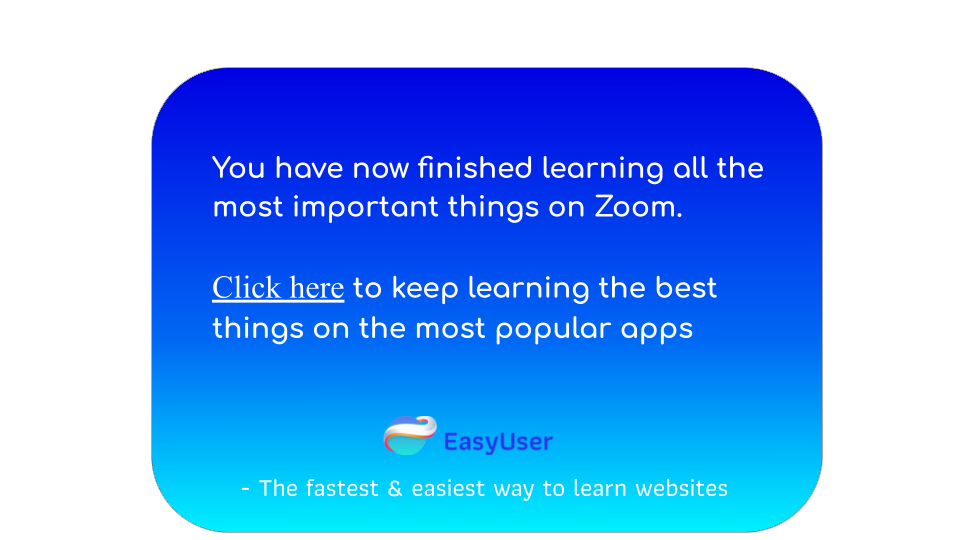 You have now finished learning all the
most important things on Zoom.
Click here to keep learning the best
things on the most popular apps
EasyUser
- The fastest & easiest way to learn websites